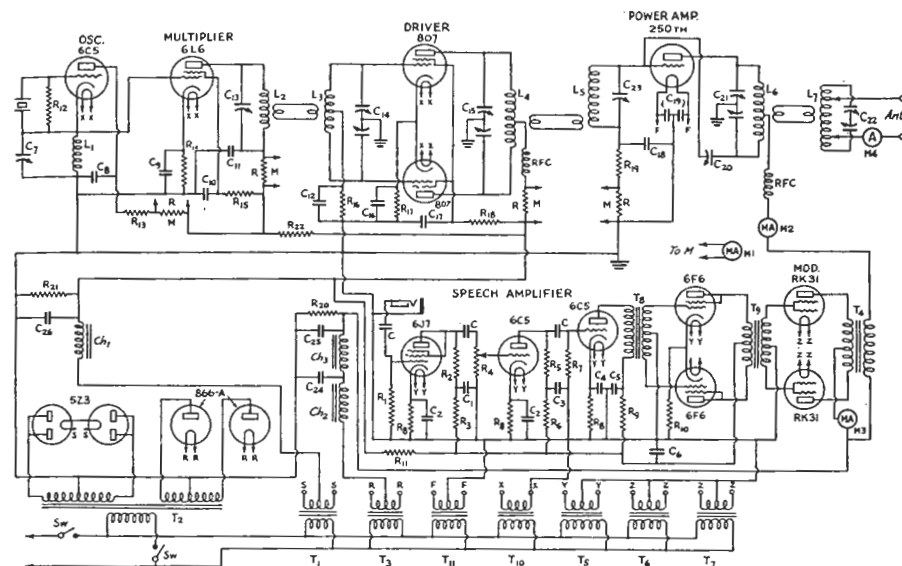 POWER AMP.
250TH
DRIVER
807
OSC.
6C5
MULTIPLIER
6L6
R12
C7
L1
C8
X X
X X
C9
R14
C10
C11
C13
L2
R
M
R15
R13
R
M
R22
L3
C14
X X
X X
807
C12
R16
C16
R17
C17
R18
C15
L4
RFC
R
M
L5
C23
C19
F F
C18
R19
M
R
C21
C20
L6
RFC
L7
C22
Ant.
A
M4
MA M2
To M
MA M1
R21
C26
Ch1
5Z3
S S
866-A
R R
R R
R20
C25
Ch3
C24
Ch2
SPEECH AMPLIFIER
V
C
6J7
Y Y
R1
R8
C2
R2
C
C1
R3
R4
6C5
Y Y
R8
C2
C
R5
C3
R6
R7
6C5
Y Y
C4
C5
R8
R9
T8
6F6
Y Y
Y Y
6F6
R10
C6
T9
MOD.
RK31
Z Z
Z Z
RK31
T4
MA
M3
R11
T2
Sw
Sw
S S
R R
F F
X X
Y Y
Z Z
Z Z
T1
T3
T11
T10
T5
T6
T7